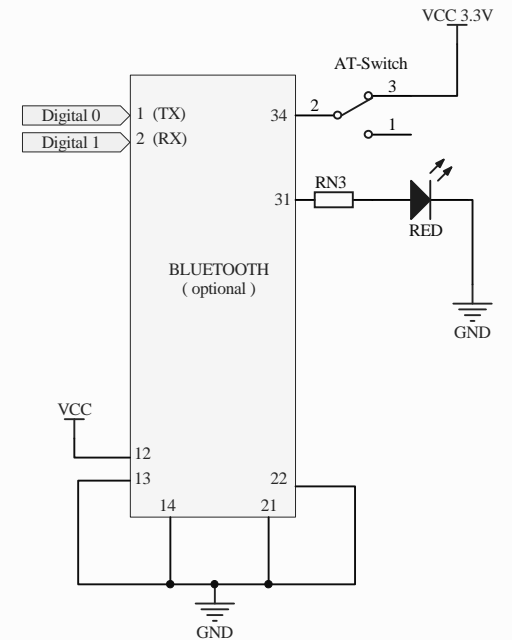 VCC 3.3V
AT-Switch
3
2
1
Digital 0
1 (TX)
34
Digital 1
2 (RX)
RN3
31
RED
BLUETOOTH
( optional )
GND
VCC
12
13
22
14
21
GND